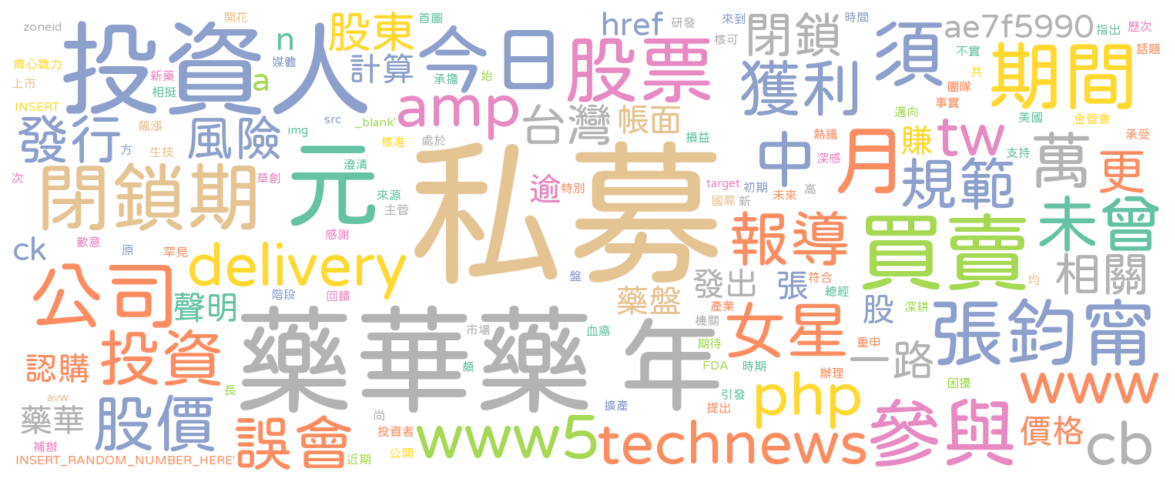 zoneid
開花
首圖
投資人
n
股東
媒體
計算
今日
承擔
始
href
股票
研發
核可
來到
時間
閉鎖
ae7f5990
指出
歷次
不實
話題
須
期間
齊心戮力
上市
新藥
相挺
a
獲利
共
團隊
事實
邁向
美國
金管會
INSERT
飆漲
src
_blank'
amp
台灣
帳面
發行
風險
img
核准
處於
損益
方
生技
澄清
中
熱議
深感
月
賺
tw
支持
承受
萬
更
閉鎖期
次
草創
元
來源
主管
私募
逾
特別
target
國際
新
初期
未來
高
規範
感謝
未曾
ck
歉意
原
罕見
delivery
報導
買賣
相關
公司
聲明
階段
回饋
盤
藥盤
發出
張
符合
總經
均
產業
機關
股
深耕
張鈞甯
認購
投資
藥華藥
市場
血癌
頗
年
期待
FDA
時期
女星
重申
一路
辦理
困擾
www
長
avw
藥華
補辦
股價
誤會
尚
投資者
公開
近期
擴產
引發
提出
php
參與
價格
cb
INSERT_RANDOM_NUMBER_HERE'
www5
technews